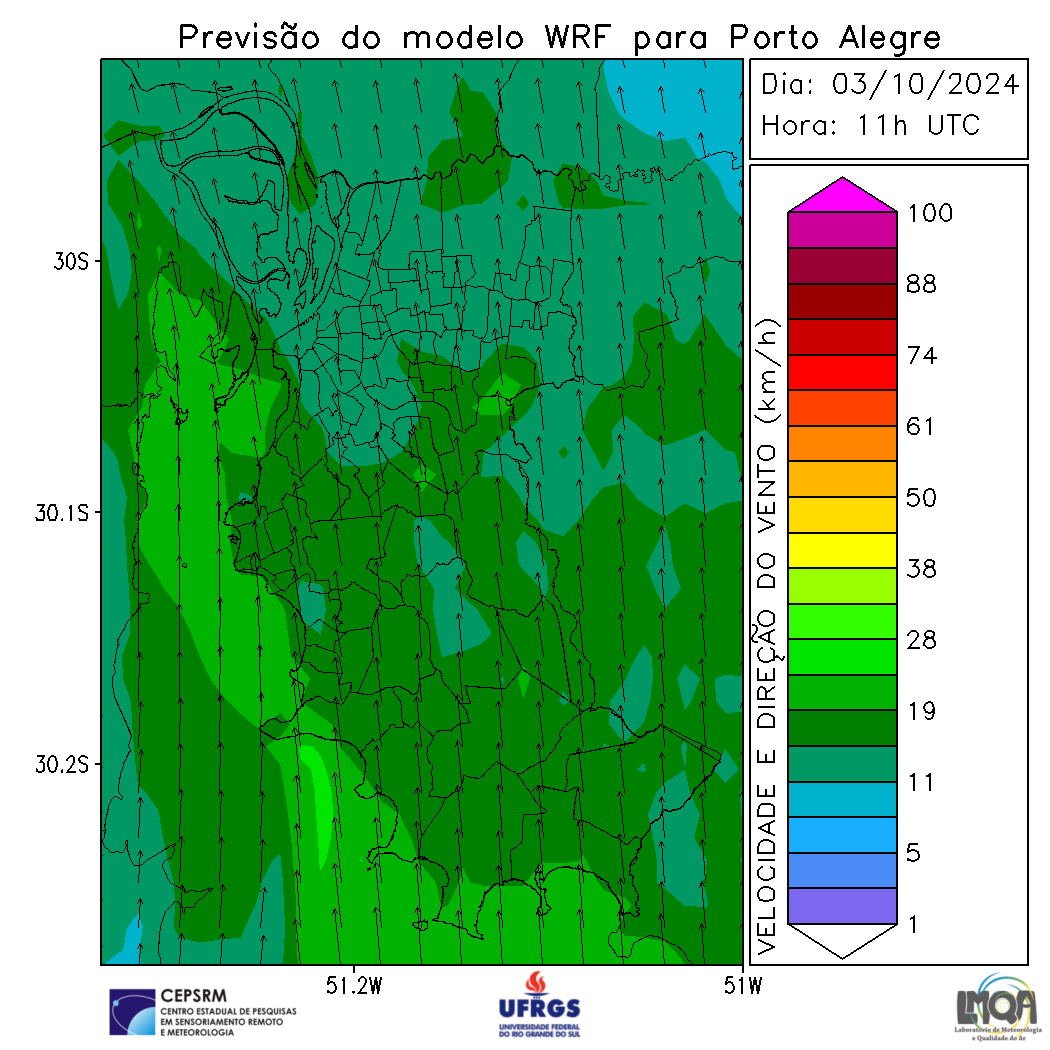 Previsão do modelo WRF para Porto Alegre
Dia: 03/10/2024
Hora: 11h UTC
30S
30.1S
30.2S
51.2W
51W
VELOCIDADE E DIREÇÃO DO VENTO (km/h)
100
88
74
61
50
38
28
19
11
5
1
CEPSRM
CENTRO ESTADUAL DE PESQUISAS
EM SENSORIAMENTO REMOTO
E METEOROLOGIA
UFRGS
UNIVERSIDADE FEDERAL
DO RIO GRANDE DO SUL
LMQA
Laboratório de Meteorologia
e Qualidade do Ar